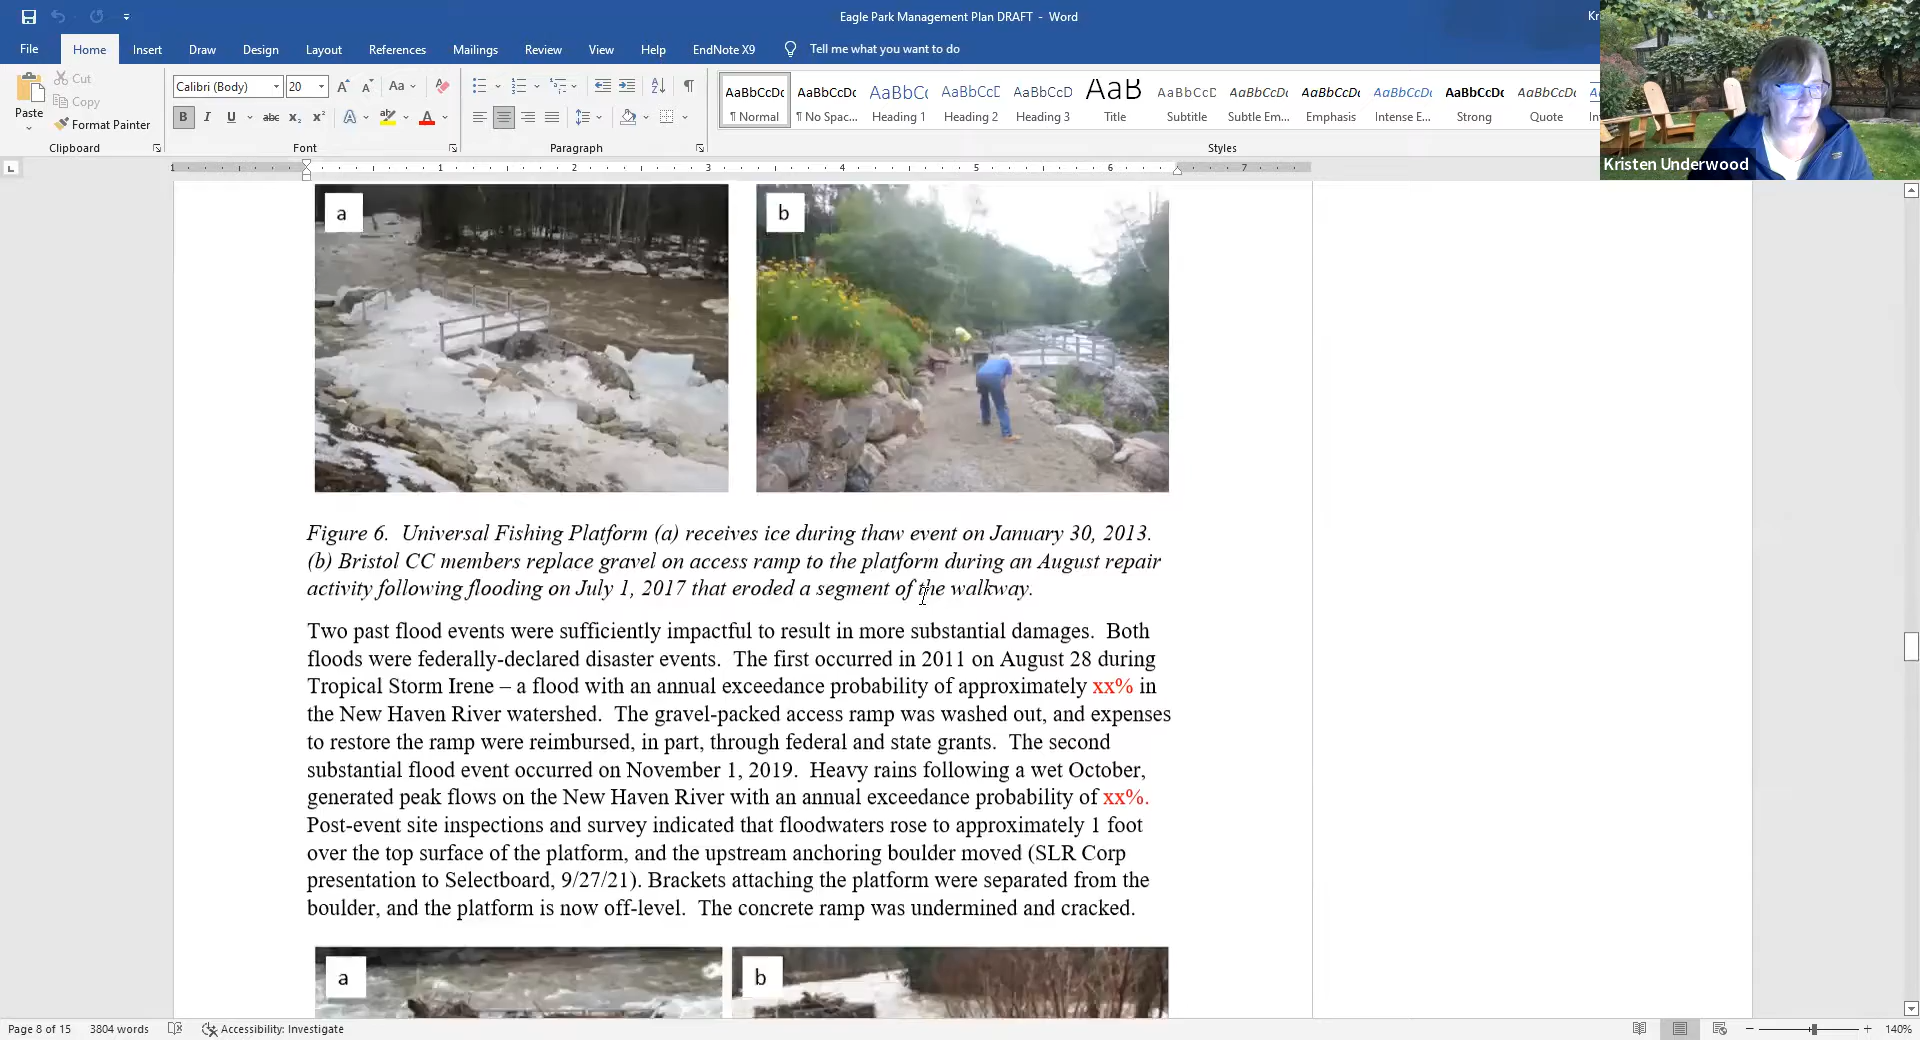 Eagle Park Management Plan DRAFT - Word
File Home Insert Draw Design Layout References Mailings Review View Help EndNote X9 Tell me what you want to do
Paste
Cut
Copy
Format Painter
Clipboard
Calibri (Body) 20
Font
Paragraph
AaBbCcDc AaBbCcDc AaBbCc AaBbCcD AaBbCcDc AaB AaBbCcD AaBbCcDt AaBbCcDt AaBbCcDt AaBbCcDc AaBbCcDt
¶ Normal ¶ No Spac... Heading 1 Heading 2 Heading 3 Title Subtitle Subtle Em... Emphasis Intense E... Strong Quote
Styles
Kristen Underwood
1 1 2 3 4 5 6 7
a b
Figure 6. Universal Fishing Platform (a) receives ice during thaw event on January 30, 2013.
(b) Bristol CC members replace gravel on access ramp to the platform during an August repair
activity following flooding on July 1, 2017 that eroded a segment of the walkway.
Two past flood events were sufficiently impactful to result in more substantial damages. Both
floods were federally-declared disaster events. The first occurred in 2011 on August 28 during
Tropical Storm Irene – a flood with an annual exceedance probability of approximately xx% in
the New Haven River watershed. The gravel-packed access ramp was washed out, and expenses
to restore the ramp were reimbursed, in part, through federal and state grants. The second
substantial flood event occurred on November 1, 2019. Heavy rains following a wet October,
generated peak flows on the New Haven River with an annual exceedance probability of xx%.
Post-event site inspections and survey indicated that floodwaters rose to approximately 1 foot
over the top surface of the platform, and the upstream anchoring boulder moved (SLR Corp
presentation to Selectboard, 9/27/21). Brackets attaching the platform were separated from the
boulder, and the platform is now off-level. The concrete ramp was undermined and cracked.
a b
Page 8 of 15 3804 words Accessibility: Investigate 140%